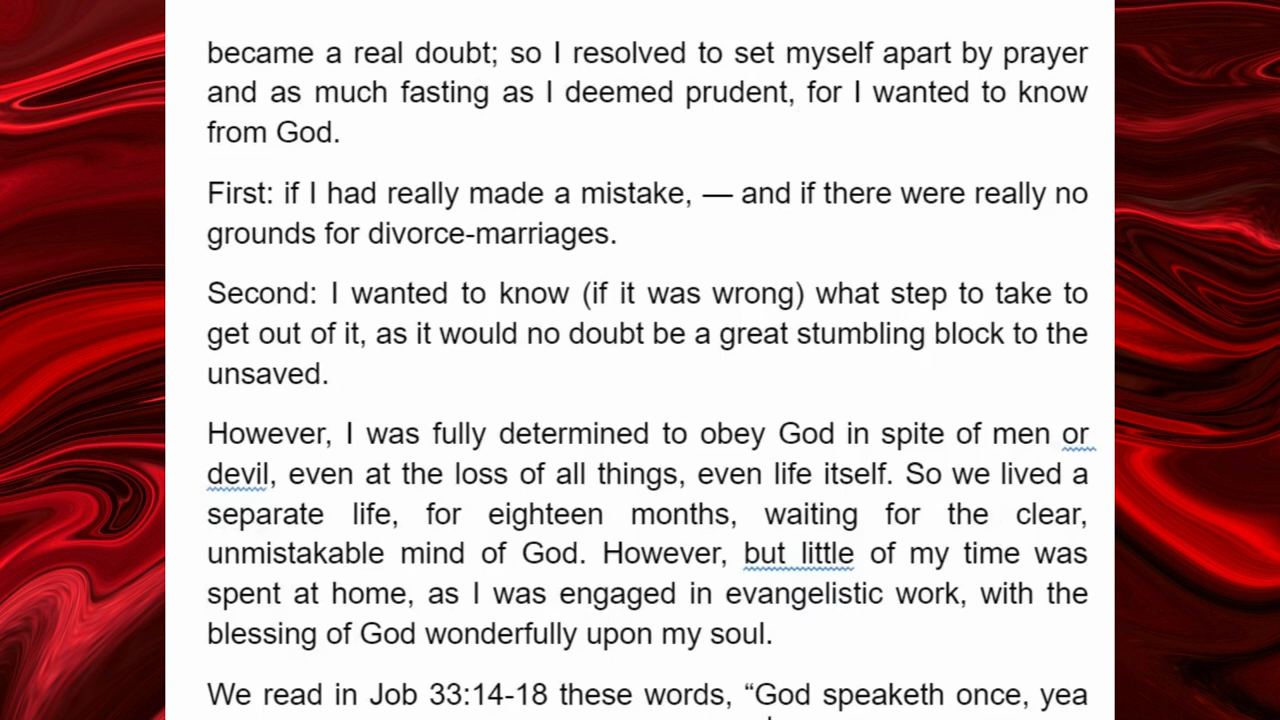 became a real doubt; so I resolved to set myself apart by prayer
and as much fasting as I deemed prudent, for I wanted to know
from God.
First: if I had really made a mistake, — and if there were really no
grounds for divorce-marriages.
Second: I wanted to know (if it was wrong) what step to take to
get out of it, as it would no doubt be a great stumbling block to the
unsaved.
However, I was fully determined to obey God in spite of men or
devil, even at the loss of all things, even life itself. So we lived a
separate life, for eighteen months, waiting for the clear,
unmistakable mind of God. However, but little of my time was
spent at home, as I was engaged in evangelistic work, with the
blessing of God wonderfully upon my soul.
We read in Job 33:14-18 these words, “God speaketh once, yea